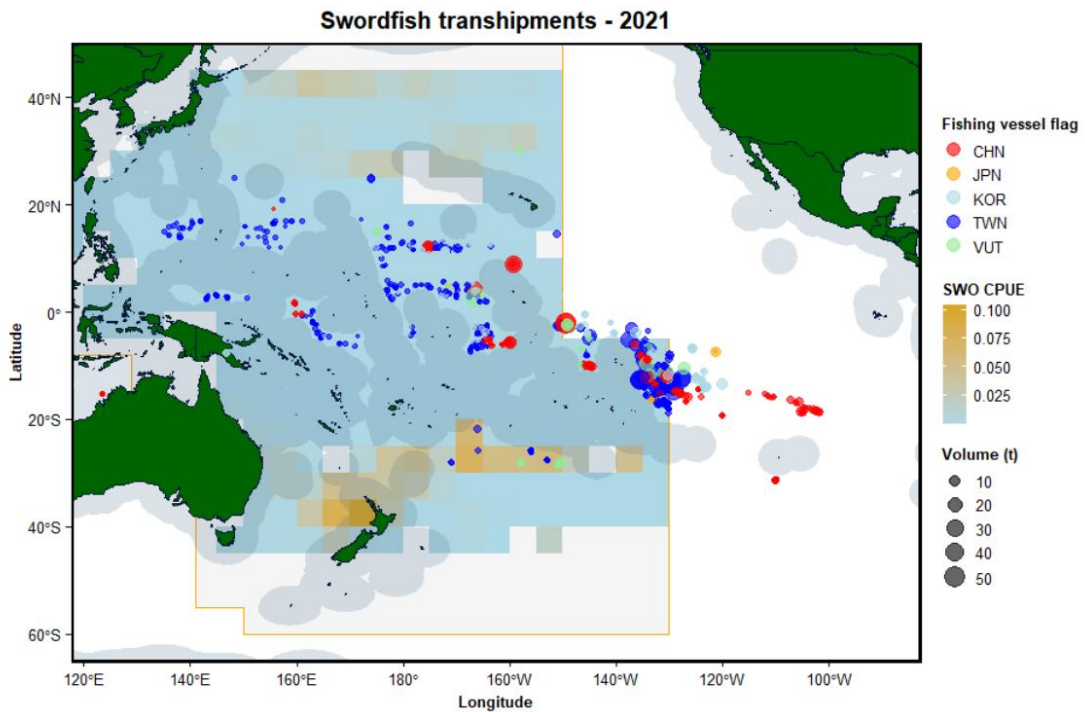 Swordfish transhipments - 2021
40°N
20°N
0°
20°S
40°S
60°S
Latitude
120°E
140°E
160°E
180°
160°W
140°W
120°W
100°W
Longitude
Fishing vessel flag
CHN
JPN
KOR
TWN
VUT
SWO CPUE
0.100
0.075
0.050
0.025
Volume (t)
10
20
30
40
50